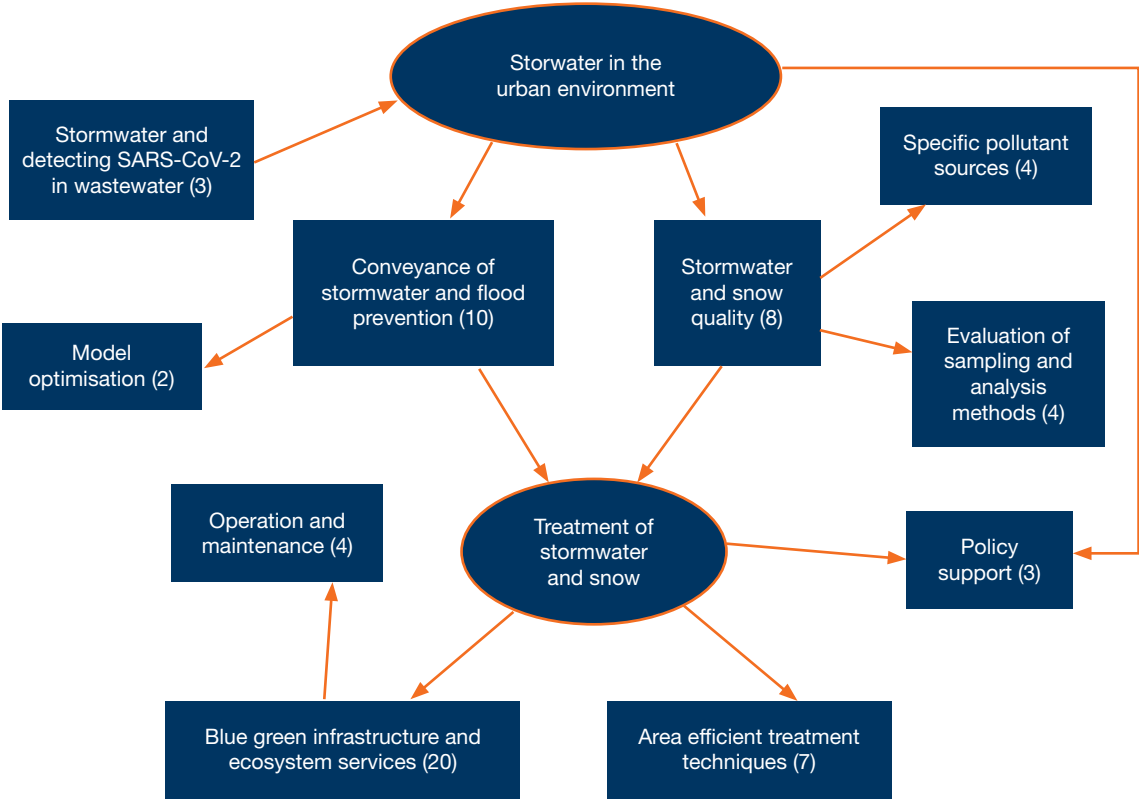 Storwater in the
urban environment
Stormwater and
detecting SARS-CoV-2
in wastewater (3)
Specific pollutant
sources (4)
Conveyance of
stormwater and flood
prevention (10)
Stormwater
and snow
quality (8)
Model
optimisation (2)
Evaluation of
sampling and
analysis
methods (4)
Operation and
maintenance (4)
Treatment of
stormwater
and snow
Policy
support (3)
Blue green infrastructure and
ecosystem services (20)
Area efficient treatment
techniques (7)